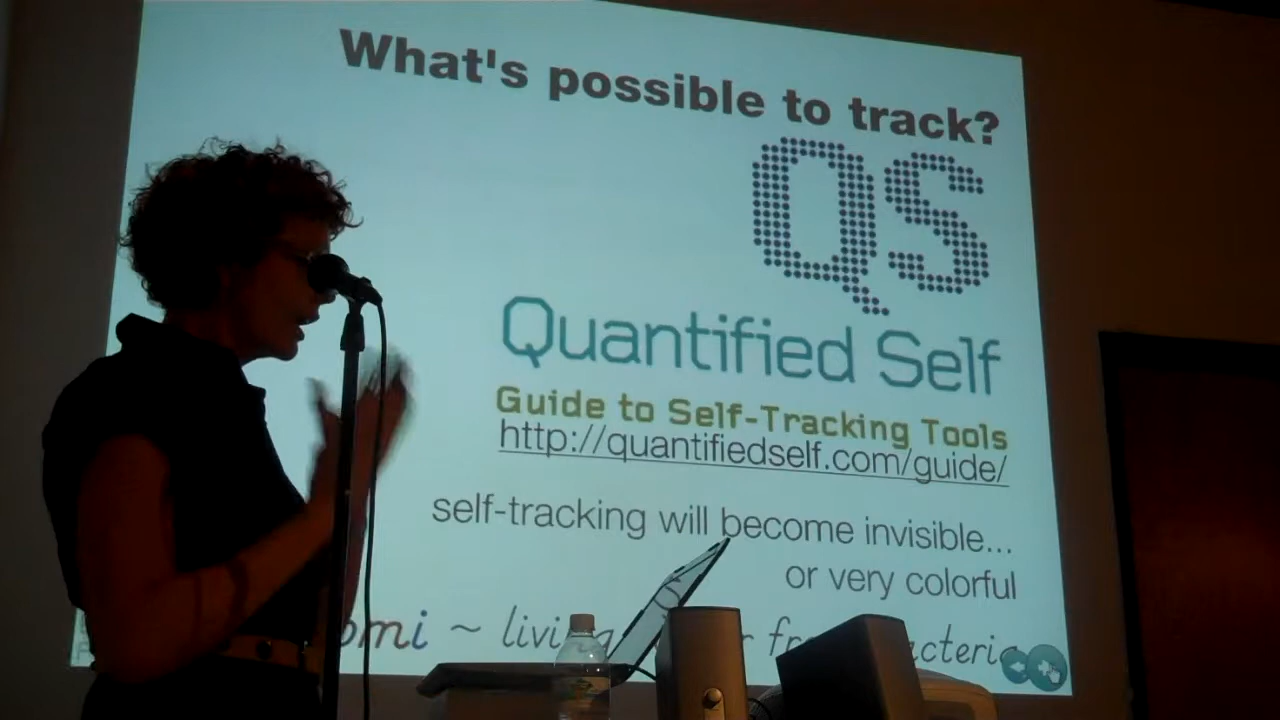 What's possible to track?
QS
Quantified Self
Guide to Self-Tracking Tools
http://quantifiedself.com/guide/
self-tracking will become invisible...
or very colorful
~